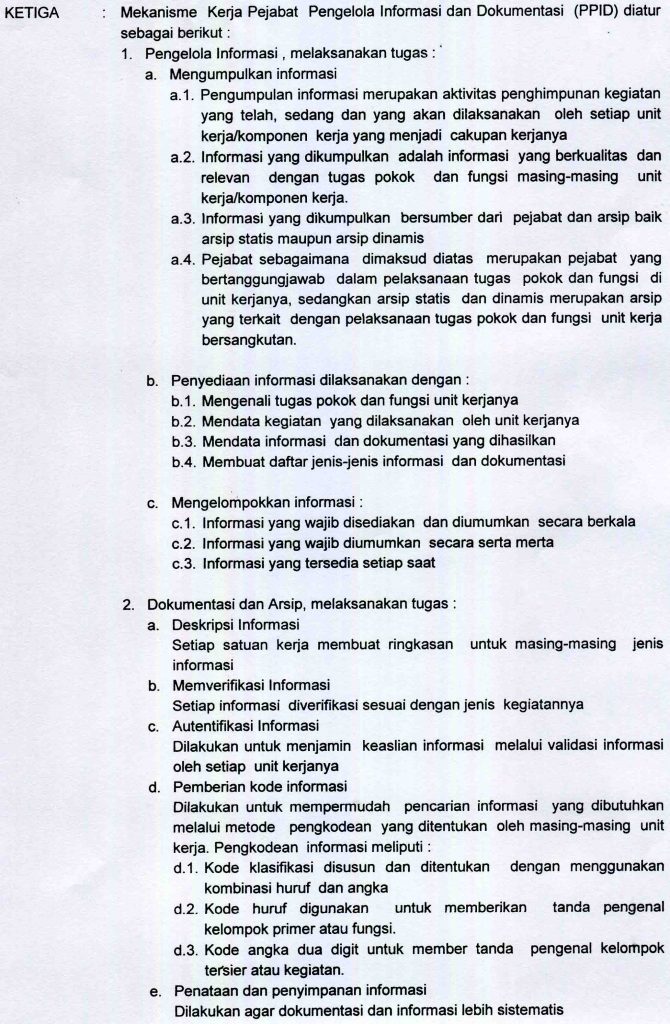 KETIGA : Mekanisme Kerja Pejabat Pengelola Informasi dan Dokumentasi (PPID) diatur
sebagai berikut :
1. Pengelola Informasi , melaksanakan tugas :
a. Mengumpulkan informasi
a.1. Pengumpulan informasi merupakan aktivitas penghimpunan kegiatan
yang telah, sedang dan yang akan dilaksanakan oleh setiap unit
kerja/komponen kerja yang menjadi cakupan kerjanya
a.2. Informasi yang dikumpulkan adalah informasi yang berkualitas dan
relevan dengan tugas pokok dan fungsi masing-masing unit
kerja/komponen kerja.
a.3. Informasi yang dikumpulkan bersumber dari pejabat dan arsip baik
arsip statis maupun arsip dinamis
a.4. Pejabat sebagaimana dimaksud diatas merupakan pejabat yang
bertanggungjawab dalam pelaksanaan tugas pokok dan fungsi di
unit kerjanya, sedangkan arsip statis dan dinamis merupakan arsip
yang terkait dengan pelaksanaan tugas pokok dan fungsi unit kerja
bersangkutan.
b. Penyediaan informasi dilaksanakan dengan :
b.1. Mengenali tugas pokok dan fungsi unit kerjanya
b.2. Mendata kegiatan yang dilaksanakan oleh unit kerjanya
b.3. Mendata informasi dan dokumentasi yang dihasilkan
b.4. Membuat daftar jenis-jenis informasi dan dokumentasi
c. Mengelompokkan informasi :
c.1. Informasi yang wajib disediakan dan diumumkan secara berkala
c.2. Informasi yang wajib diumumkan secara serta merta
c.3. Informasi yang tersedia setiap saat
2. Dokumentasi dan Arsip, melaksanakan tugas :
a. Deskripsi Informasi
Setiap satuan kerja membuat ringkasan untuk masing-masing jenis
informasi
b. Memverifikasi Informasi
Setiap informasi diverifikasi sesuai dengan jenis kegiatannya
c. Autentifikasi Informasi
Dilakukan untuk menjamin keaslian informasi melalui validasi informasi
oleh setiap unit kerjanya
d. Pemberian kode informasi
Dilakukan untuk mempermudah pencarian informasi yang dibutuhkan
melalui metode pengkodean yang ditentukan oleh masing-masing unit
kerja. Pengkodean informasi meliputi :
d.1. Kode klasifikasi disusun dan ditentukan dengan menggunakan
kombinasi huruf dan angka
d.2. Kode huruf digunakan untuk memberikan tanda pengenal
kelompok primer atau fungsi.
d.3. Kode angka dua digit untuk member tanda pengenal kelompok
tersier atau kegiatan.
e. Penataan dan penyimpanan informasi
Dilakukan agar dokumentasi dan informasi lebih sistematis